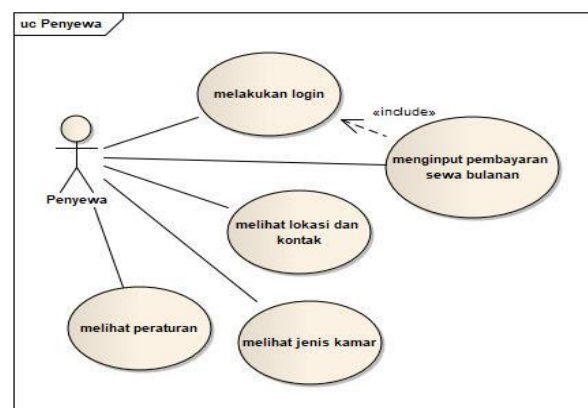 uc Penyewa
melakukan login
«include»
menginput pembayaran
sewa bulanan
Penyewa
melihat lokasi dan
kontak
melihat peraturan
melihat jenis kamar